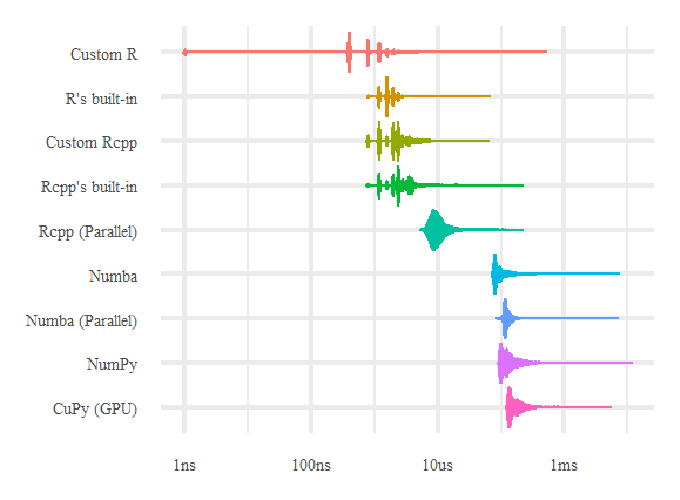 Custom R
R's built-in
Custom Rcpp
Rcpp's built-in
Rcpp (Parallel)
Numba
Numba (Parallel)
NumPy
CuPy (GPU)
1ns 100ns 10us 1ms